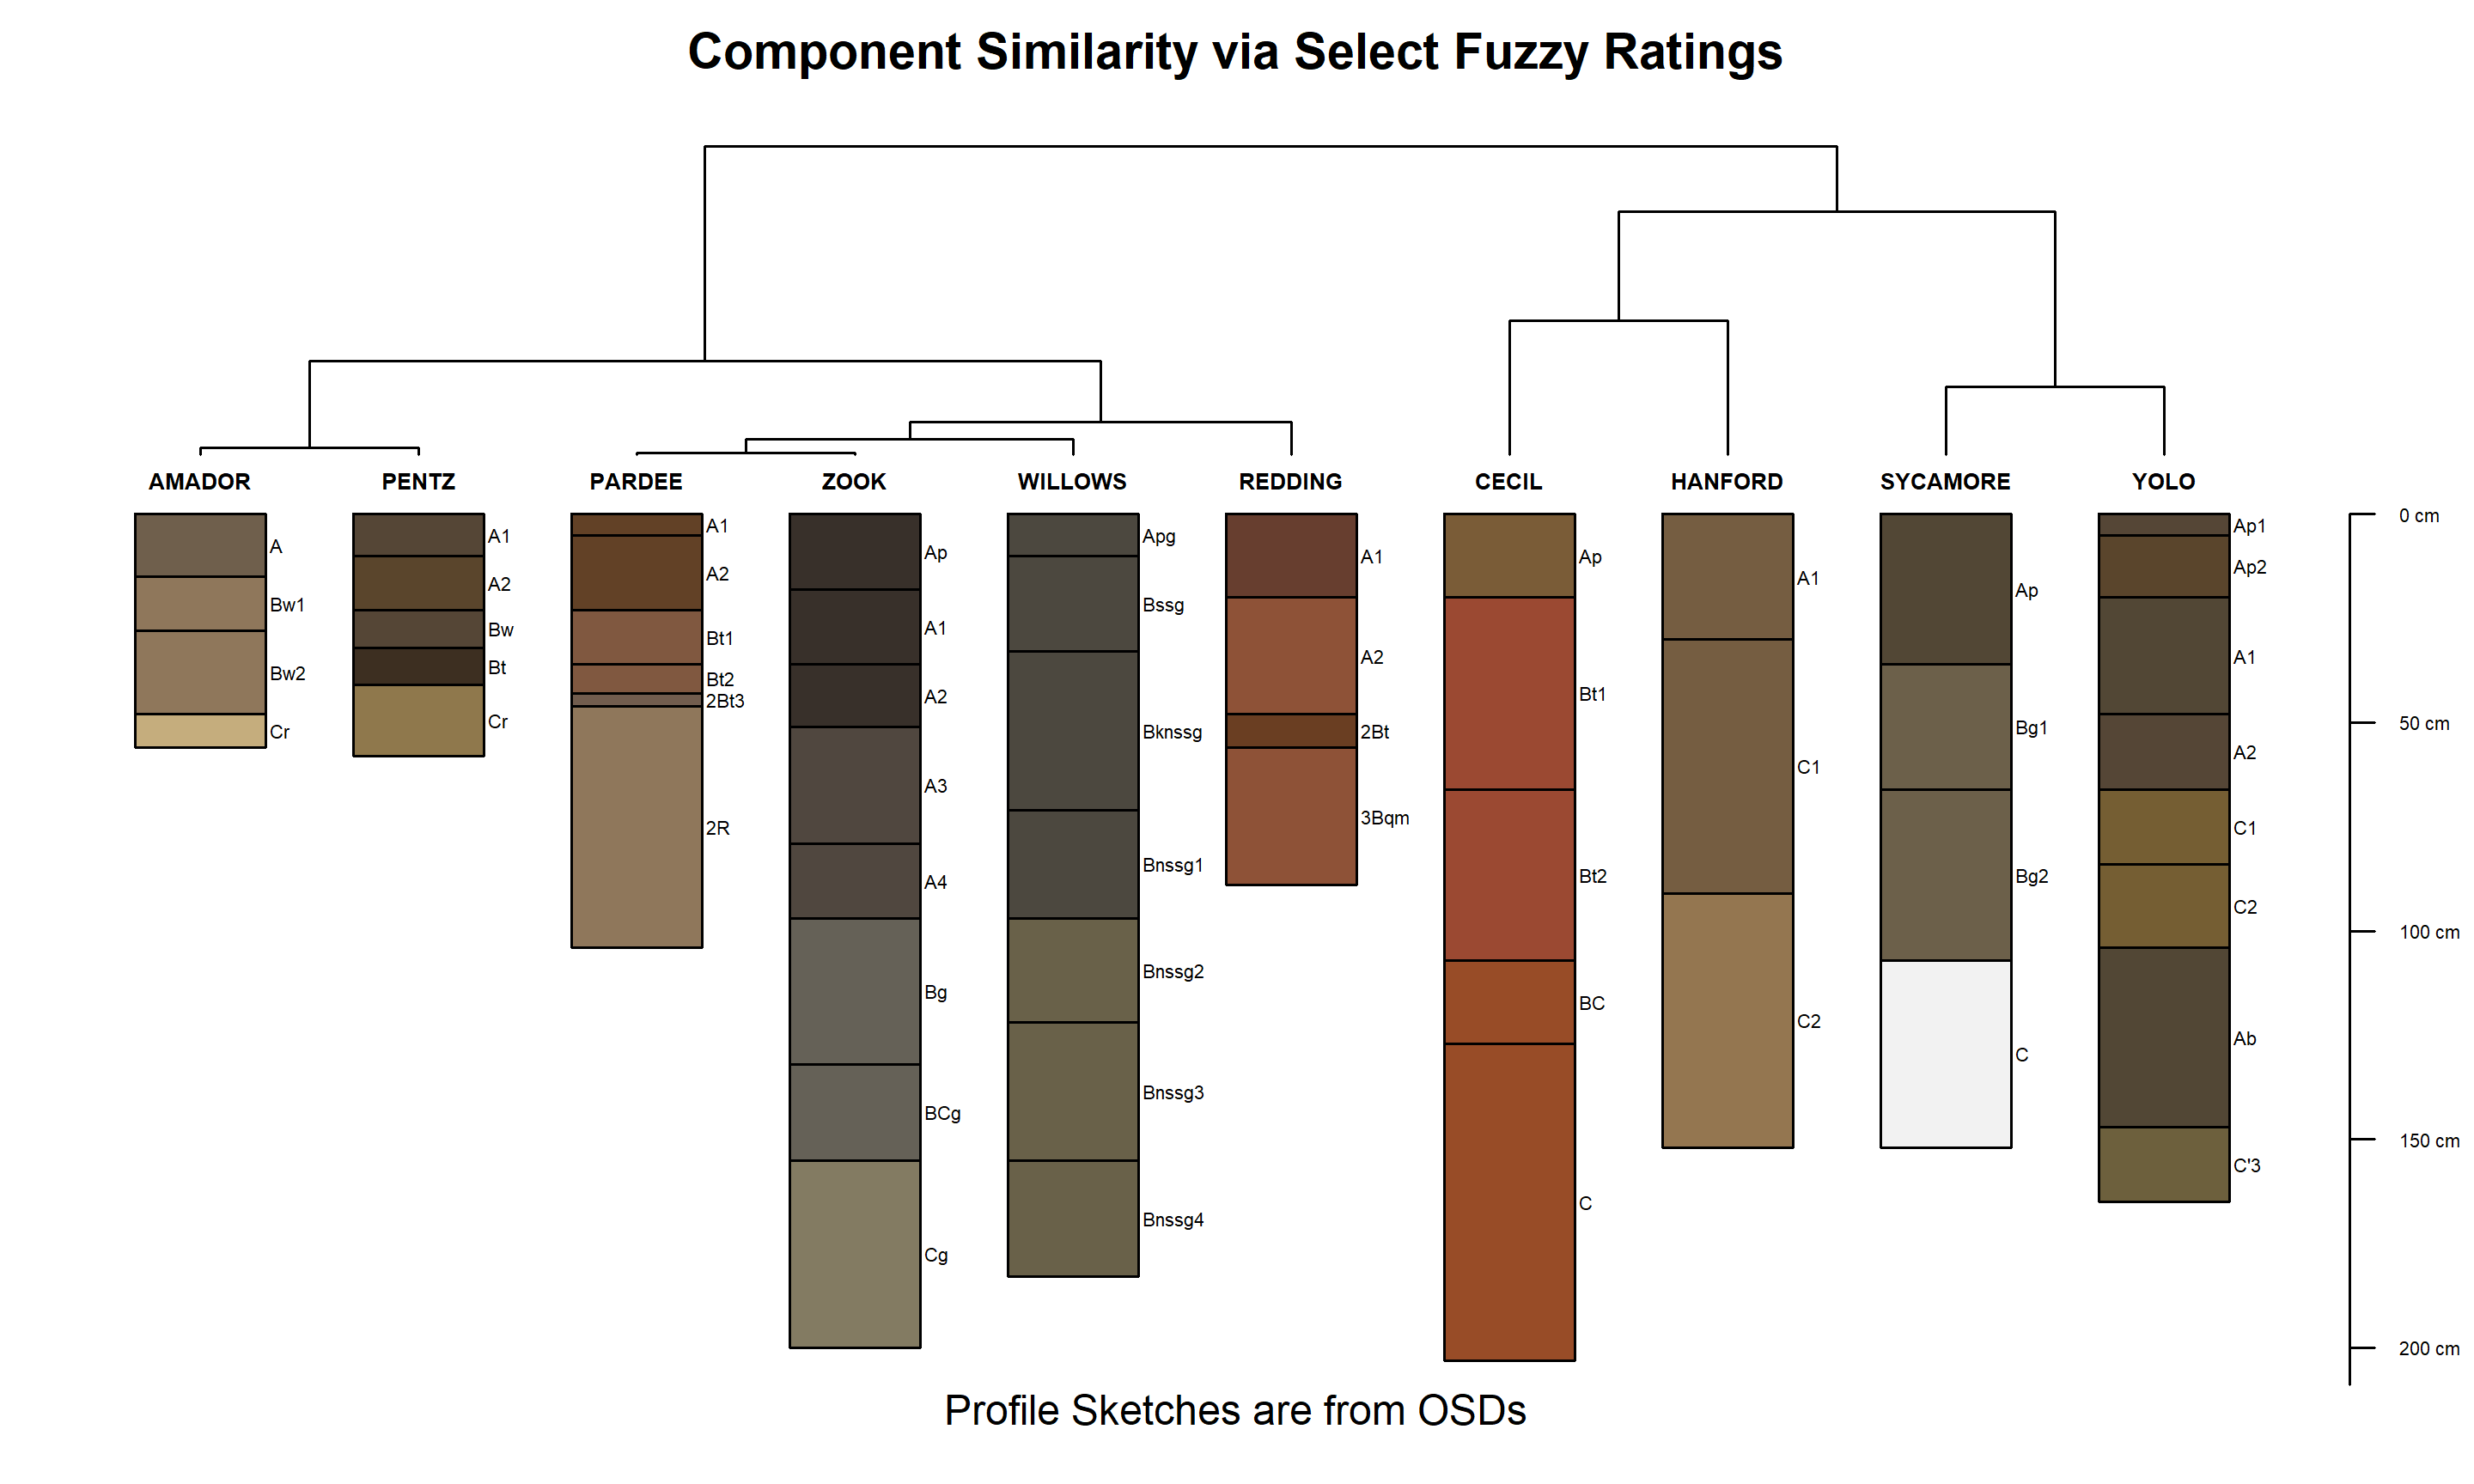 Component Similarity via Select Fuzzy Ratings
AMADOR PENTZ PARDEE ZOOK WILLOWS REDDING CECIL HANFORD SYCAMORE YOLO
A
Bw1
Bw2
Cr
A1
A2
Bw
Bt
Cr
A1
A2
Bt1
Bt2
2Bt3
2R
Ap
A1
A2
A3
A4
Bg
BCg
Cg
Apg
Bssg
Bknssg
Bnssg1
Bnssg2
Bnssg3
Bnssg4
A1
A2
2Bt
3Bqm
Ap
Bt1
Bt2
BC
C
A1
C1
C2
Ap
Bg1
Bg2
C
Ap1
Ap2
A1
A2
C1
C2
Ab
C'3
0 cm
50 cm
100 cm
150 cm
200 cm
Profile Sketches are from OSDs